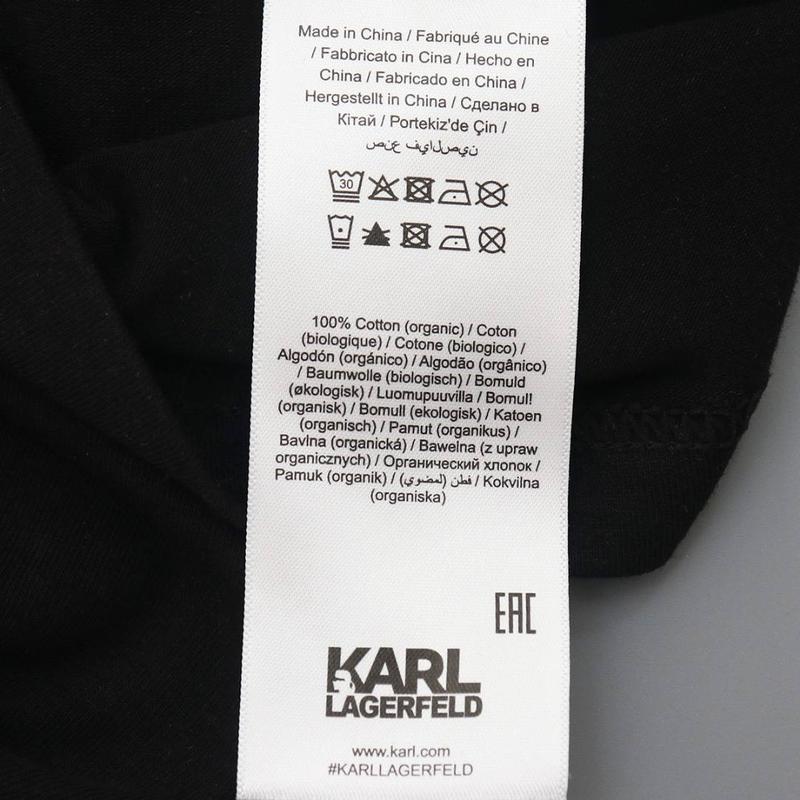 Made in China / Fabriqué au Chine
/ Fabbricato in Cina / Hecho en
China / Fabricado en China /
Hergestellt in China / Сделано в
Кітай / Portekiz'de Çin /
صنع فيالصين
30
100% Cotton (organic) / Coton
(biologique) / Cotone (biologico) /
Algodón (orgánico) / Algodão (orgânico)
/ Baumwolle (biologisch) / Bomuld
(økologisk) / Luomupuuvilla / Bomul!
(organisk) / Bomull (ekologisk) / Katoen
(organisch) / Pamut (organikus) /
Bavlna (organická) / Bawelna (z upraw
organicznych) / Органический хлопок /
Pamuk (organik) / قطن (لمضوي) / Kokvilna
(organiska)
EAC
KARL
LAGERFELD
www.karl.com
#KARLLAGERFELD